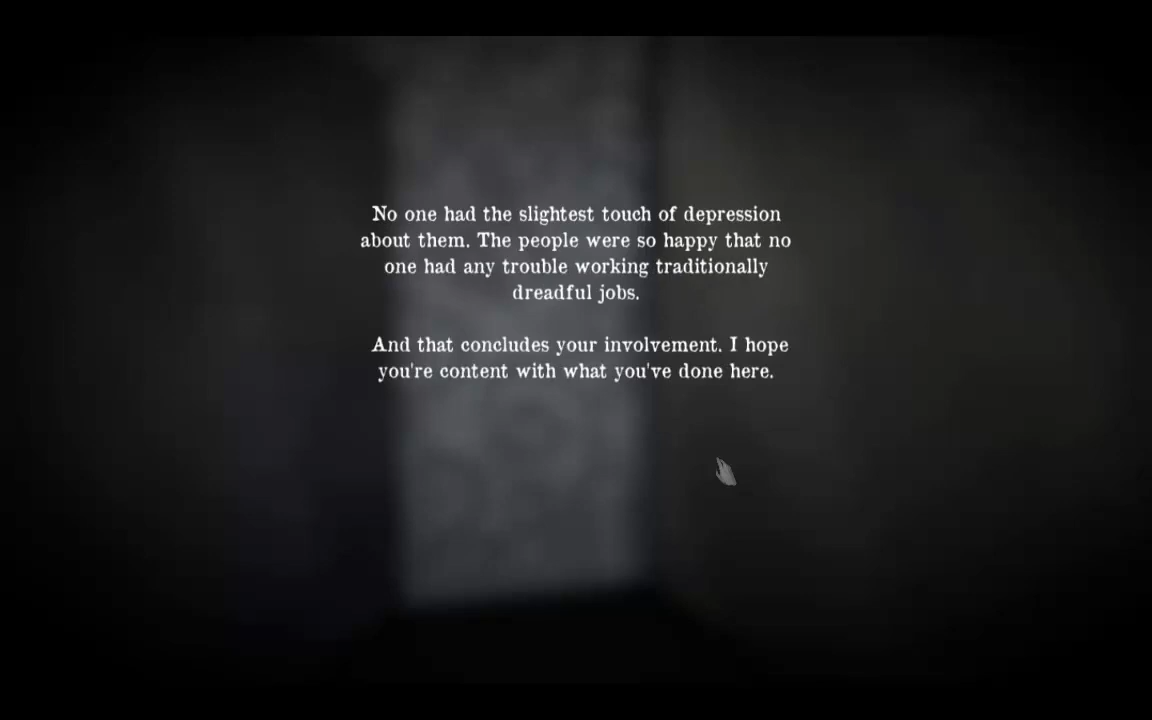 No one had the slightest touch of depression
about them. The people were so happy that no
one had any trouble working traditionally
dreadful jobs.
And that concludes your involvement. I hope
you're content with what you've done here.